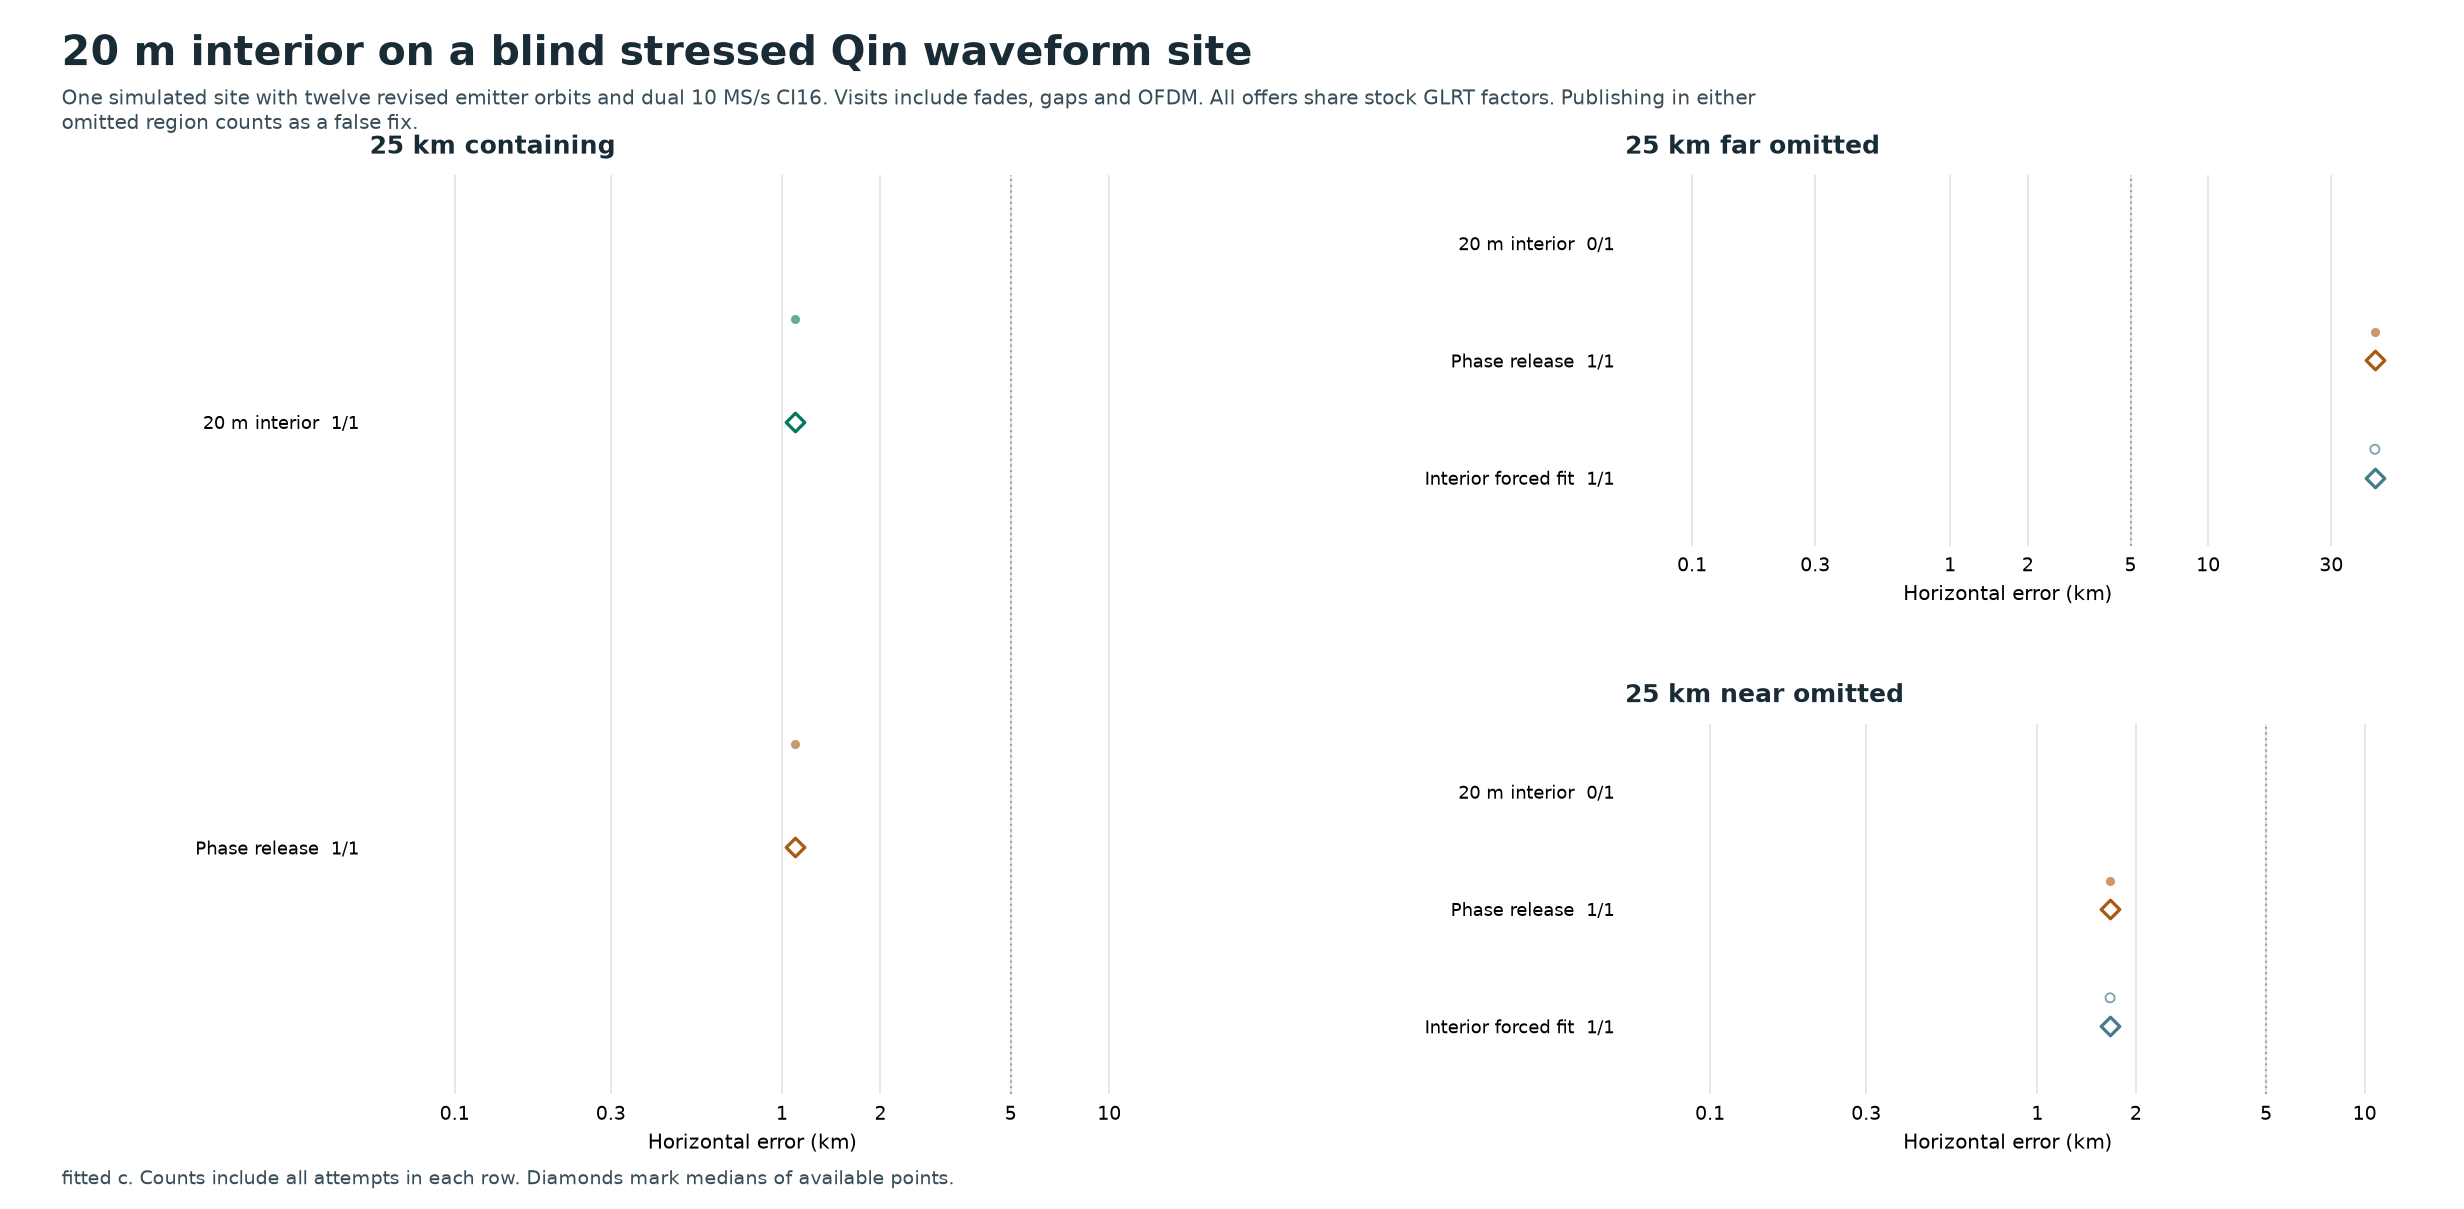 20 m interior on a blind stressed Qin waveform site
One simulated site with twelve revised emitter orbits and dual 10 MS/s CI16. Visits include fades, gaps and OFDM. All offers share stock GLRT factors. Publishing in either
omitted region counts as a false fix.
25 km containing
20 m interior 1/1
Phase release 1/1
0.1 0.3 1 2 5 10
Horizontal error (km)
25 km far omitted
20 m interior 0/1
Phase release 1/1
Interior forced fit 1/1
0.1 0.3 1 2 5 10 30
Horizontal error (km)
25 km near omitted
20 m interior 0/1
Phase release 1/1
Interior forced fit 1/1
0.1 0.3 1 2 5 10
Horizontal error (km)
fitted c. Counts include all attempts in each row. Diamonds mark medians of available points.